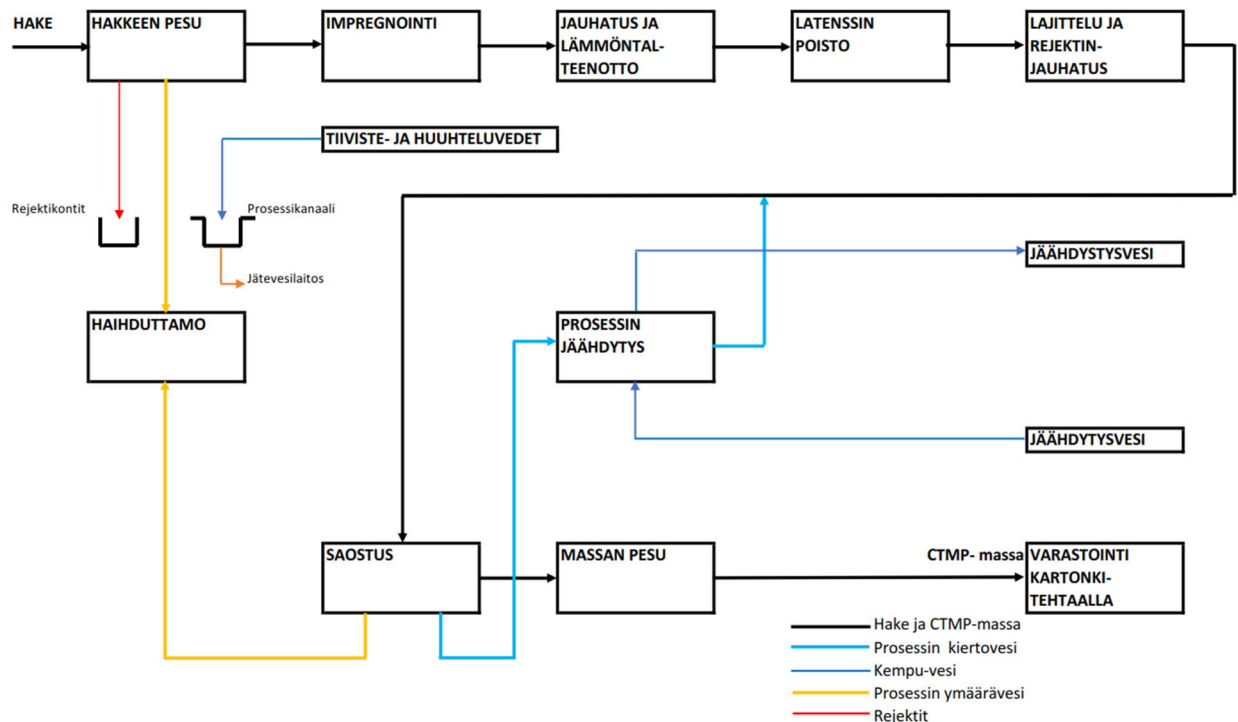 HAKE
HAKKEEN PESU
IMPREGNOINTI
JAUHATUS JA
LÄMMÖNTAL-
TEENOTTO
LATENSSIN
POISTO
LAJITTELU JA
REJEKTIN-
JAUHATUS
TIIVISTE- JA HUUHTELUVEDET
Rejektikontit
Prosessikanaali
Jätevesilaitos
JÄÄHDYSTYSVESI
HAIHDUTTAMO
PROSESSIN
JÄÄHDYTYS
JÄÄHDYTYSVESI
SAOSTUS
MASSAN PESU
CTMP- massa
VARASTOINTI
KARTONKI-
TEHTAALLA
Hake ja CTMP-massa
Prosessin kiertovesi
Kempu-vesi
Prosessin ymäärävesi
Rejektit